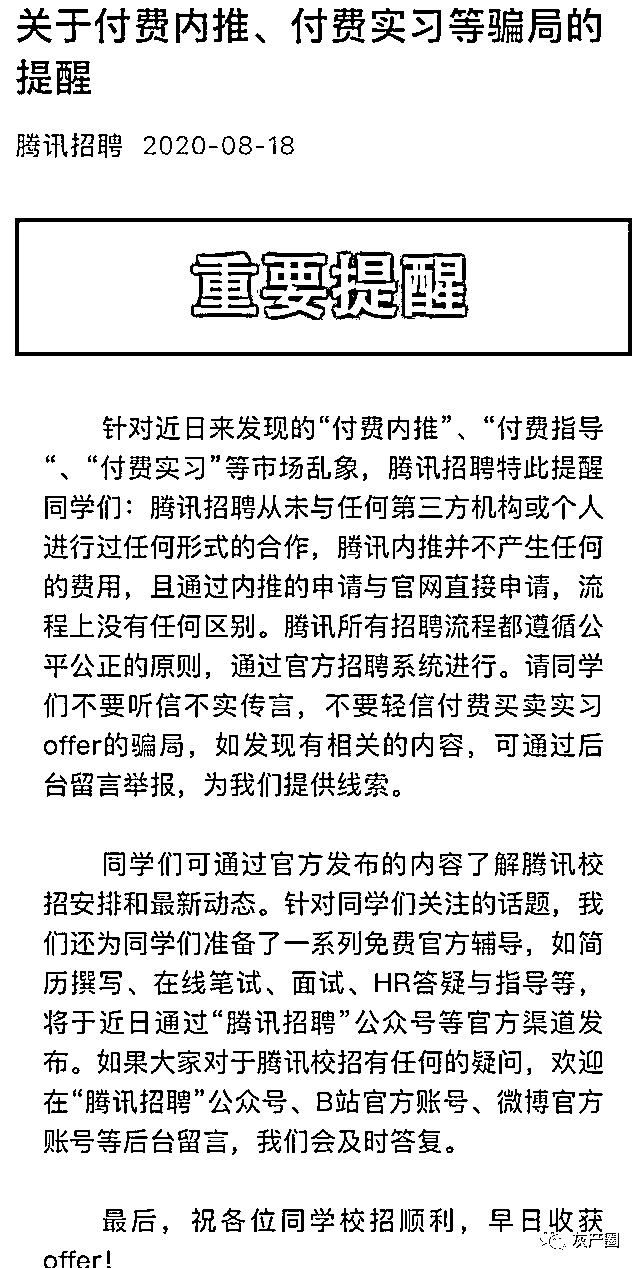 关于付费内推、付费实习等骗局的
提醒
腾讯招聘 2020-08-18
重要提醒
针对近日来发现的“付费内推”、“付费指导
“、“付费实习”等市场乱象，腾讯招聘特此提醒
同学们：腾讯招聘从未与任何第三方机构或个人
进行过任何形式的合作，腾讯内推并不产生任何
的费用，且通过内推的申请与官网直接申请，流
程上没有任何区别。腾讯所有招聘流程都遵循公
平公正的原则，通过官方招聘系统进行。请同学
们不要听信不实传言，不要轻信付费买卖实习
offer的骗局，如发现有相关的内容，可通过后
台留言举报，为我们提供线索。
同学们可通过官方发布的内容了解腾讯校
招安排和最新动态。针对同学们关注的话题，我
们还为同学们准备了一系列免费官方辅导，如简
历撰写、在线笔试、面试、HR答疑与指导等，
将于近日通过“腾讯招聘”公众号等官方渠道发
布。如果大家对于腾讯校招有任何的疑问，欢迎
在“腾讯招聘”公众号、B站官方账号、微博官方
账号等后台留言，我们会及时答复。
最后，祝各位同学校招顺利，早日收获
offer!
灰产圈